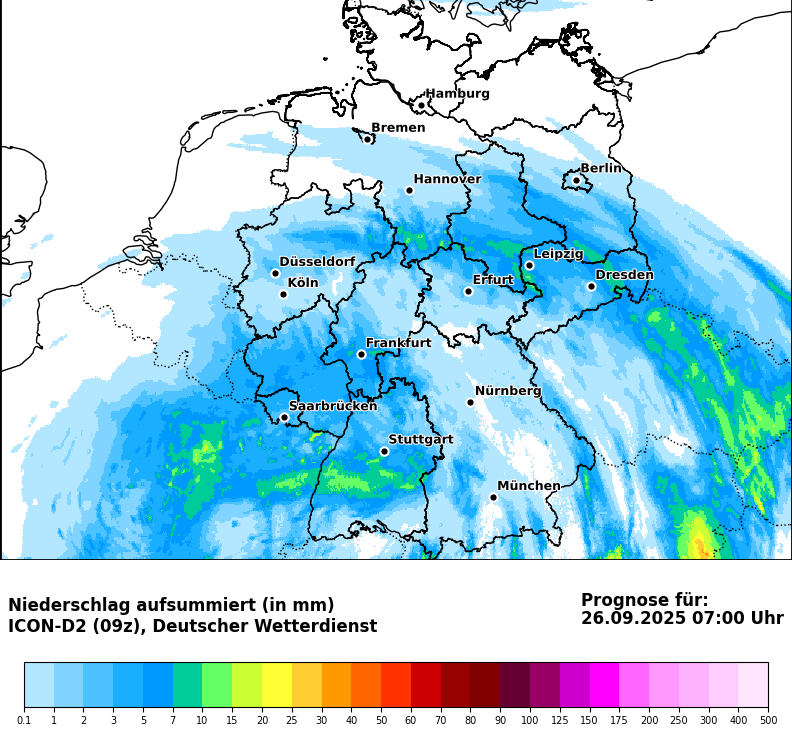 Hamburg
Bremen
Berlin
Hannover
Leipzig
Düsseldorf
Dresden
Erfurt
Köln
Frankfurt
Nürnberg
Saarbrücken
Stuttgart
München
Niederschlag aufsummiert (in mm)
ICON-D2 (09z), Deutscher Wetterdienst
Prognose für:
26.09.2025 07:00 Uhr
0.1 1 2 3 5 7 10 15 20 25 30 40 50 60 70 80 90 100 125 150 175 200 250 300 400 500